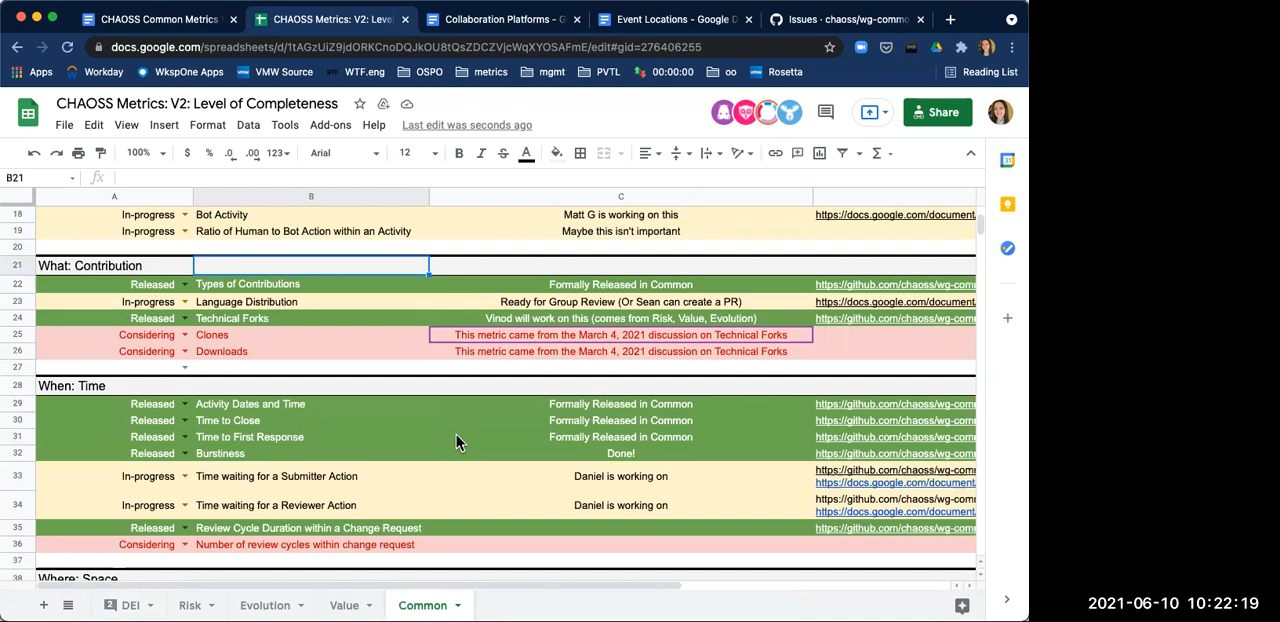 CHAOSS Common Metrics
CHAOSS Metrics: V2: Level
Collaboration Platforms - G
Event Locations - Google D
Issues · chaoss/wg-commo
docs.google.com/spreadsheets/d/1tAGzUiZ9jdORKCnoDQJkOU8tQsZDCZVjcWqXYOSAFmE/edit#gid=276406255
Apps Workday WkspOne Apps VMW Source WTF.eng OSPO metrics mgmt PVTL 00:00:00 oo Rosetta Reading List
CHAOSS Metrics: V2: Level of Completeness
Share
File Edit View Insert Format Data Tools Add-ons Help Last edit was seconds ago
100% $ % .0 .00 123 Arial 12 B I S A
B21 fx
A B C
18 In-progress Bot Activity Matt G is working on this https://docs.google.com/document
19 In-progress Ratio of Human to Bot Action within an Activity Maybe this isn't important
20
21 What: Contribution
22 Released Types of Contributions Formally Released in Common https://github.com/chaoss/wg-com
23 In-progress Language Distribution Ready for Group Review (Or Sean can create a PR) https://docs.google.com/document
24 Released Technical Forks Vinod will work on this (comes from Risk, Value, Evolution) https://github.com/chaoss/wg-com
25 Considering Clones This metric came from the March 4, 2021 discussion on Technical Forks
26 Considering Downloads This metric came from the March 4, 2021 discussion on Technical Forks
27
28 When: Time
29 Released Activity Dates and Time Formally Released in Common https://github.com/chaoss/wg-com
30 Released Time to Close Formally Released in Common https://github.com/chaoss/wg-com
31 Released Time to First Response Formally Released in Common https://github.com/chaoss/wg-com
32 Released Burstiness Done! https://github.com/chaoss/wg-com
33 In-progress Time waiting for a Submitter Action Daniel is working on https://github.com/chaoss/wg-com
https://docs.google.com/document
34 In-progress Time waiting for a Reviewer Action Daniel is working on https://github.com/chaoss/wg-com
https://docs.google.com/document
35 Released Review Cycle Duration within a Change Request https://github.com/chaoss/wg-com
36 Considering Number of review cycles within change request
37
38 Where: Space
2 DEI Risk Evolution Value Common
2021-06-10 10:22:19